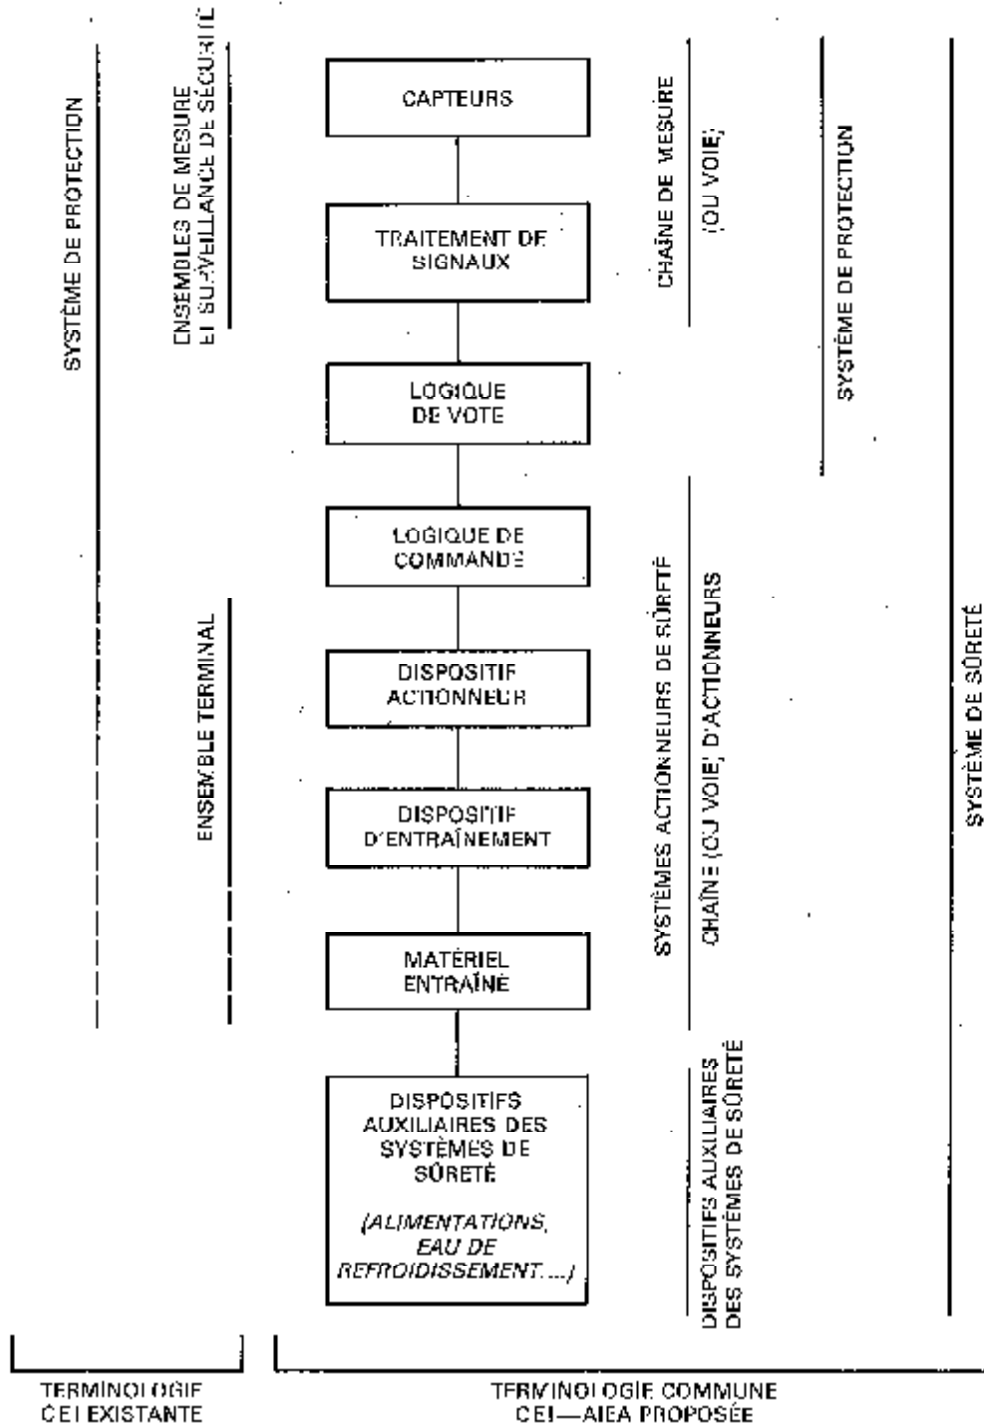 SYSTÈME DE PROTECTION
ENSEMBLES DE MESURE
ET SURVEILLANCE DE SÉCURITÉ
ENSEMBLE TERMINAL
CAPTEURS
TRAITEMENT DE
SIGNAUX
LOGIQUE
DE VOTE
LOGIQUE DE
COMMANDE
DISPOSITIF
ACTIONNEUR
DISPOSITIF
D'ENTRAÎNEMENT
MATÉRIEL
ENTRAÎNÉ
DISPOSITIFS
AUXILIAIRES DES
SYSTÈMES DE
SÛRETÉ
(ALIMENTATIONS,
EAU DE
REFROIDISSEMENT....)
CHAÎNE DE MESURE
(OU VOIE)
SYSTÈME DE PROTECTION
SYSTÈMES ACTIONNEURS DE SÛRETÉ
CHAÎNE (OU VOIE) D'ACTIONNEURS
DISPOSITIFS AUXILIAIRES
DES SYSTÈMES DE SÛRETÉ
SYSTÈME DE SÛRETÉ
TERMINOLOGIE
CEI EXISTANTE
TERMINOLOGIE COMMUNE
CEI—AIEA PROPOSÉE